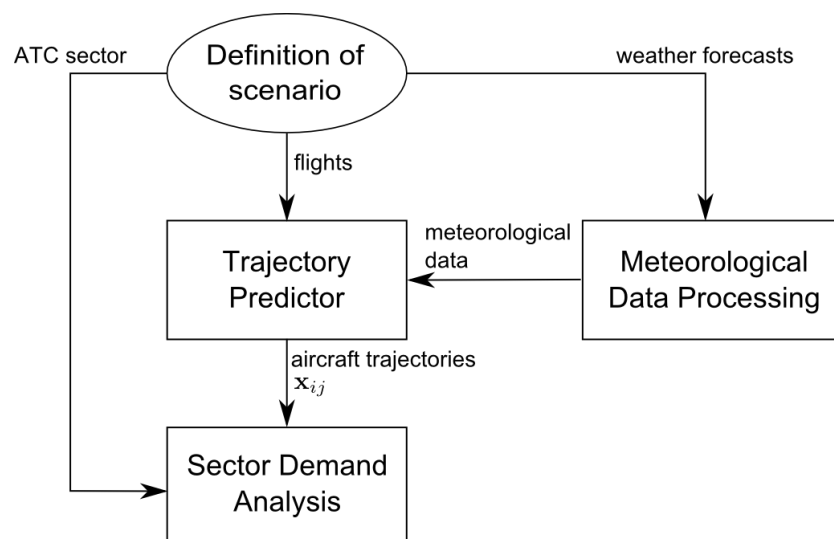 ATC sector
Definition of
scenario
weather forecasts
flights
Trajectory
Predictor
meteorological
data
Meteorological
Data Processing
aircraft trajectories
𝐱ᵢⱼ
Sector Demand
Analysis